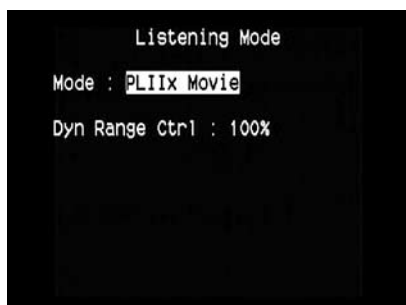 Listening Mode
Mode : PLIIx Movie
Dyn Range Ctrl : 100%